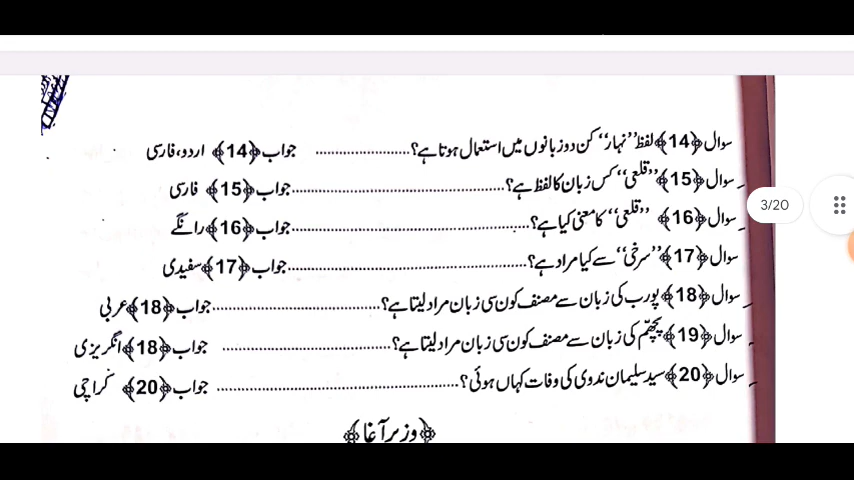 سوال ﴿14﴾ لفظ ”نہار“ کن دو زبانوں میں استعمال ہوتا ہے؟ .................... جواب ﴿14﴾ اردو، فارسی
سوال ﴿15﴾ ”قلعی“ کس زبان کا لفظ ہے؟ .................... جواب ﴿15﴾ فارسی
سوال ﴿16﴾ ”قلعی“ کا معنی کیا ہے؟ .................... جواب ﴿16﴾ رانگے
سوال ﴿17﴾ ”سرخی“ سے کیا مراد ہے؟ .................... جواب ﴿17﴾ سفیدی
سوال ﴿18﴾ پورب کی زبان سے مصنف کون سی زبان مراد لیتا ہے؟ .................... جواب ﴿18﴾ عربی
سوال ﴿19﴾ پچھّم کی زبان سے مصنف کون سی زبان مراد لیتا ہے؟ .................... جواب ﴿18﴾ انگریزی
سوال ﴿20﴾ سید سلیمان ندوی کی وفات کہاں ہوئی؟ .................... جواب ﴿20﴾ کراچی
﴿وزیر آغا﴾
3/20